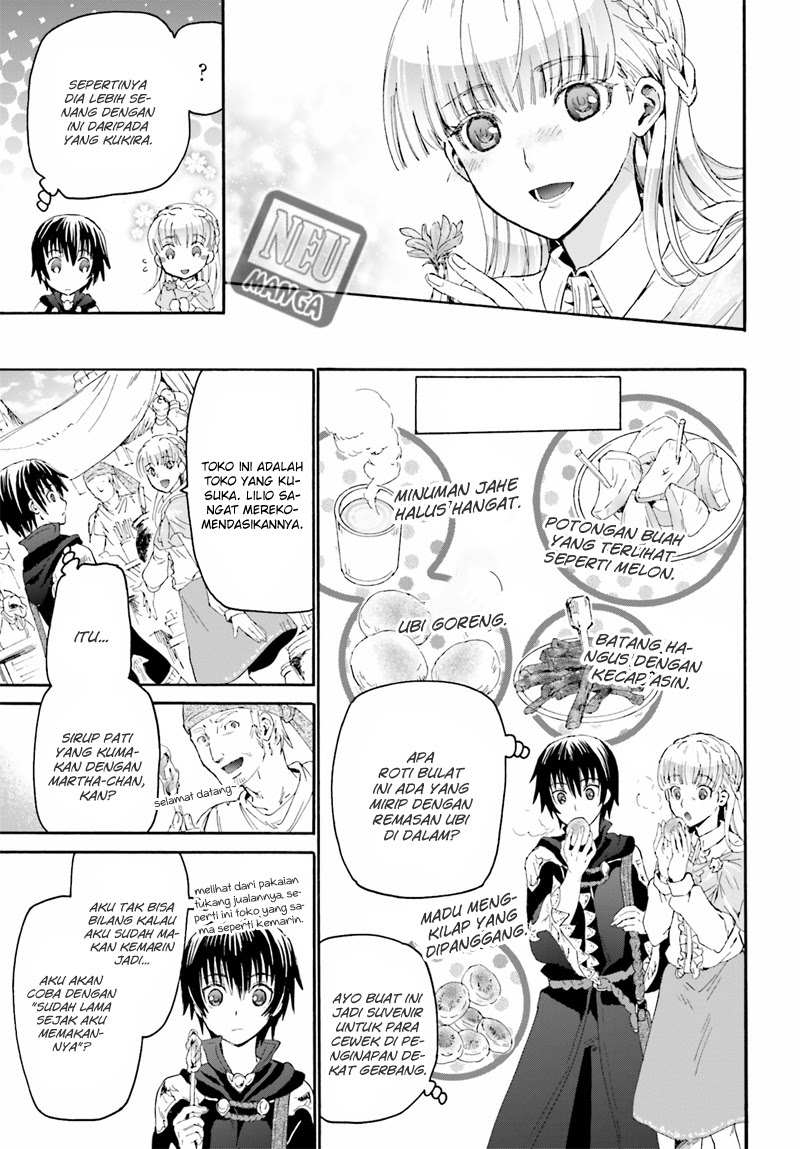 ?
SEPERTINYA
DIA LEBIH SE-
NANG DENGAN
INI DARIPADA
YANG KUKIRA.
NEU
MANGA
POTONGAN BUAH
YANG TERLIHAT
SEPERTI MELON.
MINUMAN JAHE
HALUS HANGAT.
UBI GORENG.
BATANG HA-
NGUS DENGAN
KECAP ASIN.
APA
ROTI BULAT
INI ADA YANG
MIRIP DENGAN
REMASAN UBI
DI DALAM?
MADU MENG-
KILAP YANG
DIPANGGANG.
AYO BUAT INI
JADI SUVENIR
UNTUK PARA
CEWEK DI PE-
NGINAPAN DE-
KAT GERBANG.
TOKO INI ADALAH
TOKO YANG KU-
SUKA. LILIO SA-
NGAT MEREKO-
MENDASIKANNYA.
ITU...
SIRUP PATI
YANG KUMA-
KAN DENGAN
MARTHA-CHAN,
KAN?
selamat datang~
melihat dari pakaian
tukang jualannya, se-
perti ini toko yang sa-
ma seperti kemarin.
AKU TAK BISA
BILANG KALAU
AKU SUDAH MA-
KAN KEMARIN
JADI...
AKU AKAN
COBA DENGAN
"SUDAH LAMA
SEJAK AKU
MEMAKAN-
NYA"?